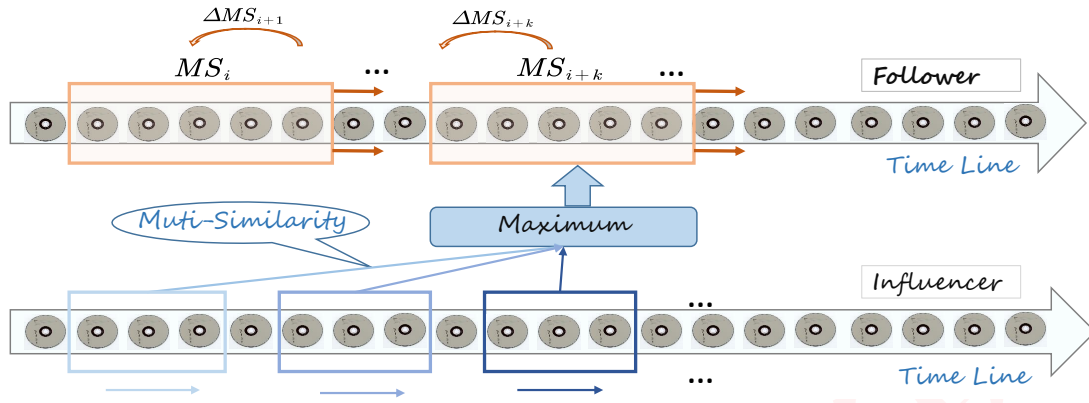 ΔMS_{i+1}
ΔMS_{i+k}
MS_i
...
MS_{i+k}
...
Follower
Time Line
Muti-Similarity
Maximum
Influencer
...
Time Line
...